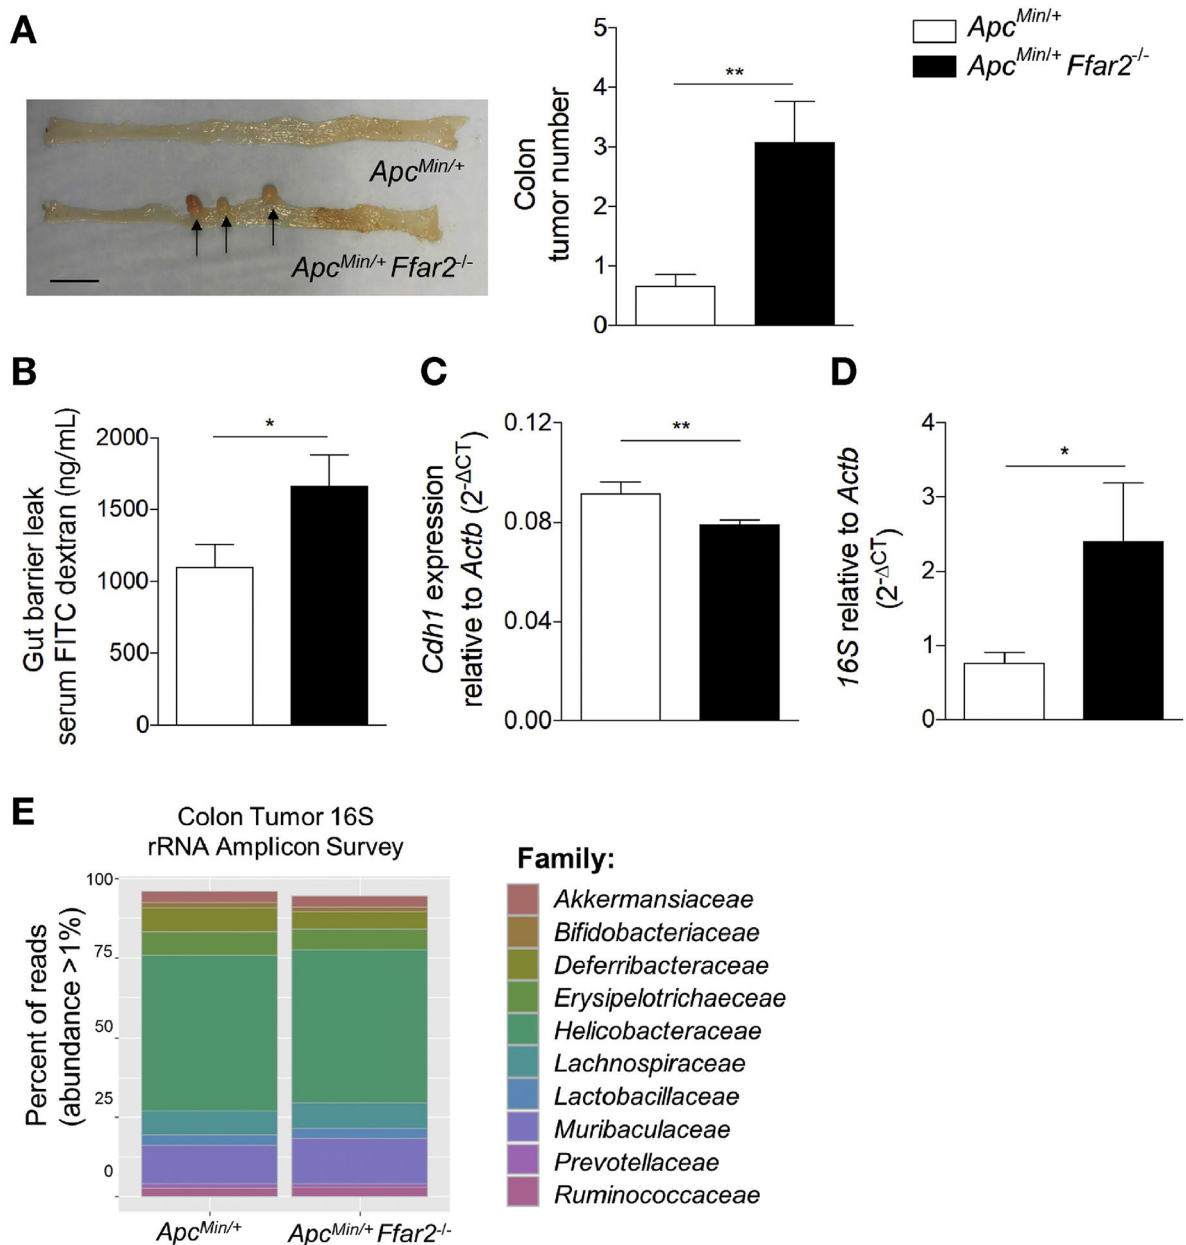 A
Apc^Min/+
Apc^Min/+ Ffar2^-/-
Colon
tumor number
5
4
3
2
1
0
**
Apc^Min/+
Apc^Min/+ Ffar2^-/-
B
Gut barrier leak
serum FITC dextran (ng/mL)
2000
1500
1000
500
0
*
C
Cdh1 expression
relative to Actb (2^-ΔCT)
0.12
0.08
0.04
0.00
**
D
16S relative to Actb
(2^-ΔCT)
4
3
2
1
0
*
E
Colon Tumor 16S
rRNA Amplicon Survey
Percent of reads
(abundance >1%)
100
75
50
25
0
Apc^Min/+
Apc^Min/+ Ffar2^-/-
Family:
Akkermansiaceae
Bifidobacteriaceae
Deferribacteraceae
Erysipelotrichaeceae
Helicobacteraceae
Lachnospiraceae
Lactobacillaceae
Muribaculaceae
Prevotellaceae
Ruminococcaceae